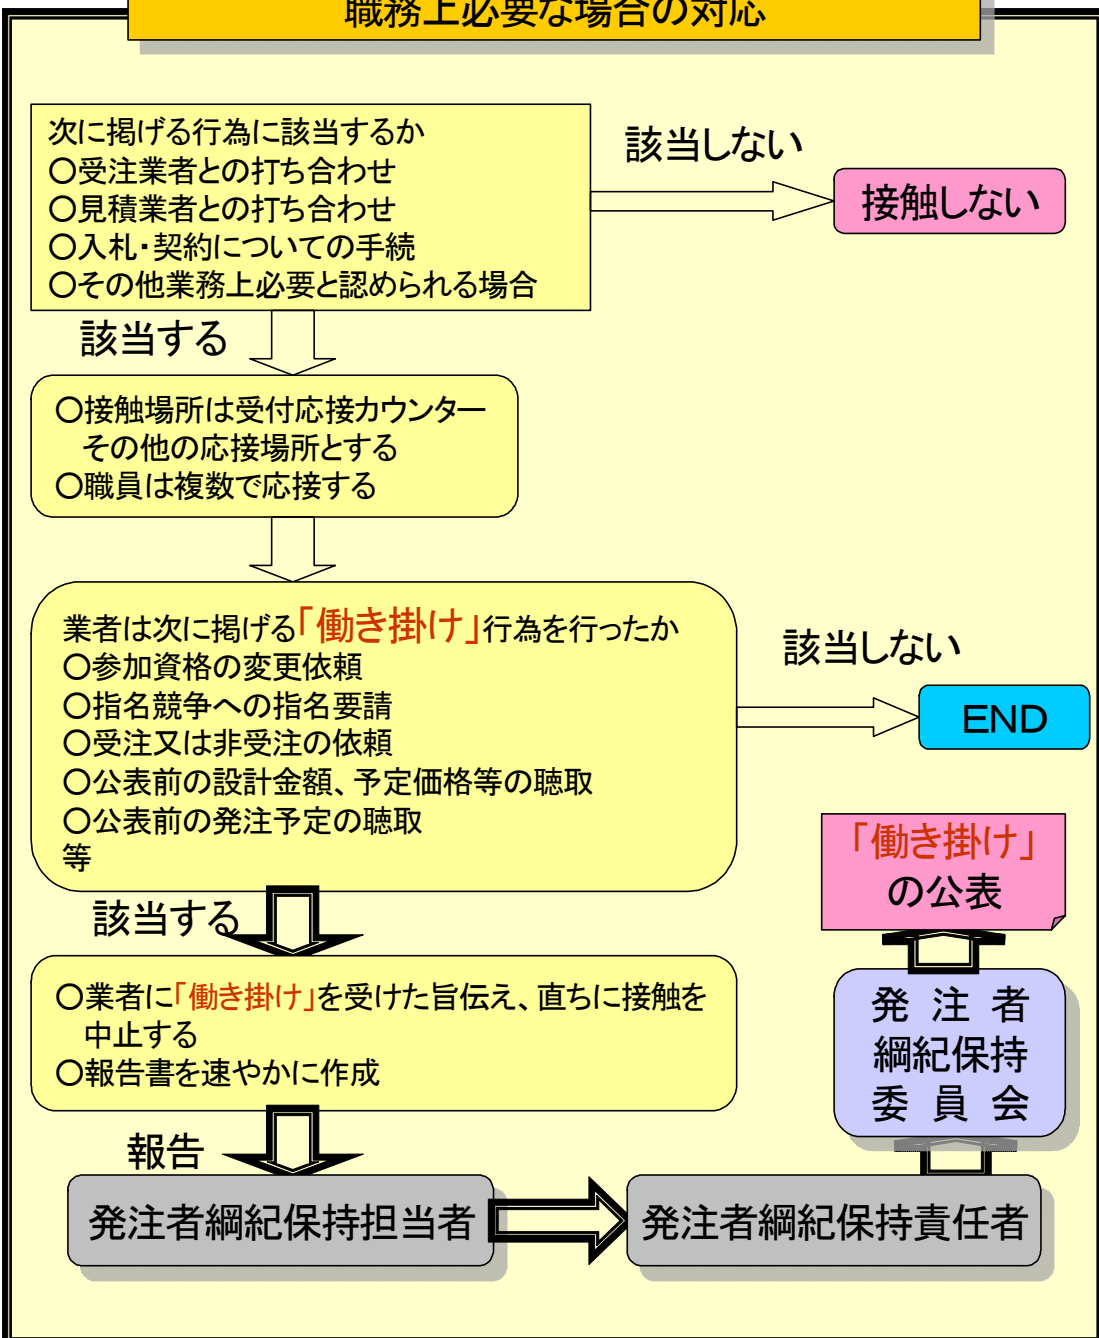 職務上必要な場合の対応
次に掲げる行為に該当するか
○受注業者との打ち合わせ
○見積業者との打ち合わせ
○入札・契約についての手続
○その他業務上必要と認められる場合
該当しない
接触しない
該当する
○接触場所は受付応接カウンター
その他の応接場所とする
○職員は複数で応接する
業者は次に掲げる「働き掛け」行為を行ったか
○参加資格の変更依頼
○指名競争への指名要請
○受注又は非受注の依頼
○公表前の設計金額、予定価格等の聴取
○公表前の発注予定の聴取
等
該当しない
END
該当する
○業者に「働き掛け」を受けた旨伝え、直ちに接触を
中止する
○報告書を速やかに作成
報告
発注者綱紀保持担当者
発注者綱紀保持責任者
発 注 者
綱紀保持
委 員 会
「働き掛け」
の公表